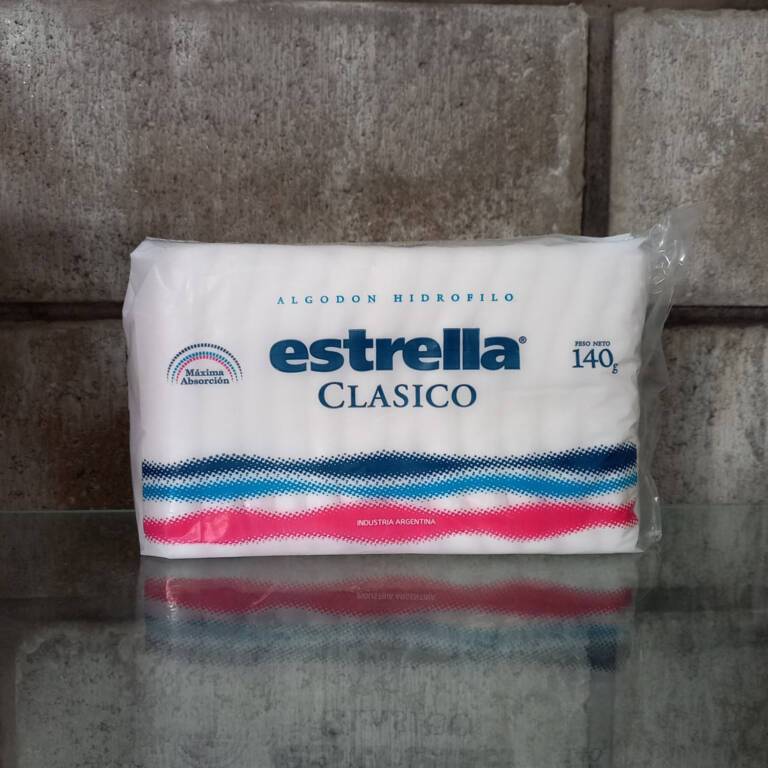 ALGODON HIDROFILO
estrella®
CLASICO
Máxima
Absorción
PESO NETO
140g
INDUSTRIA ARGENTINA